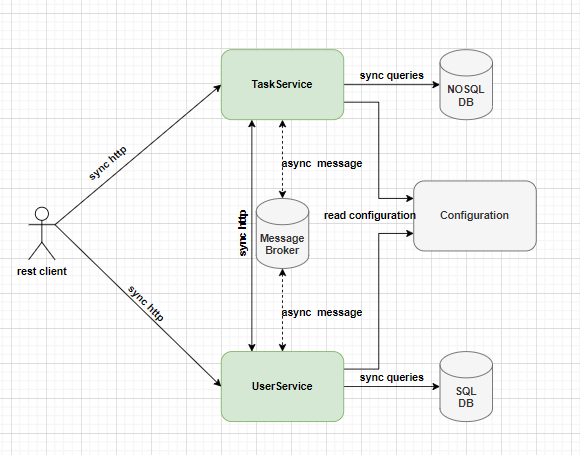 TaskService
sync queries
NOSQL
DB
sync http
async message
sync http
read configuration
Configuration
Message
Broker
rest client
sync http
async message
UserService
sync queries
SQL
DB